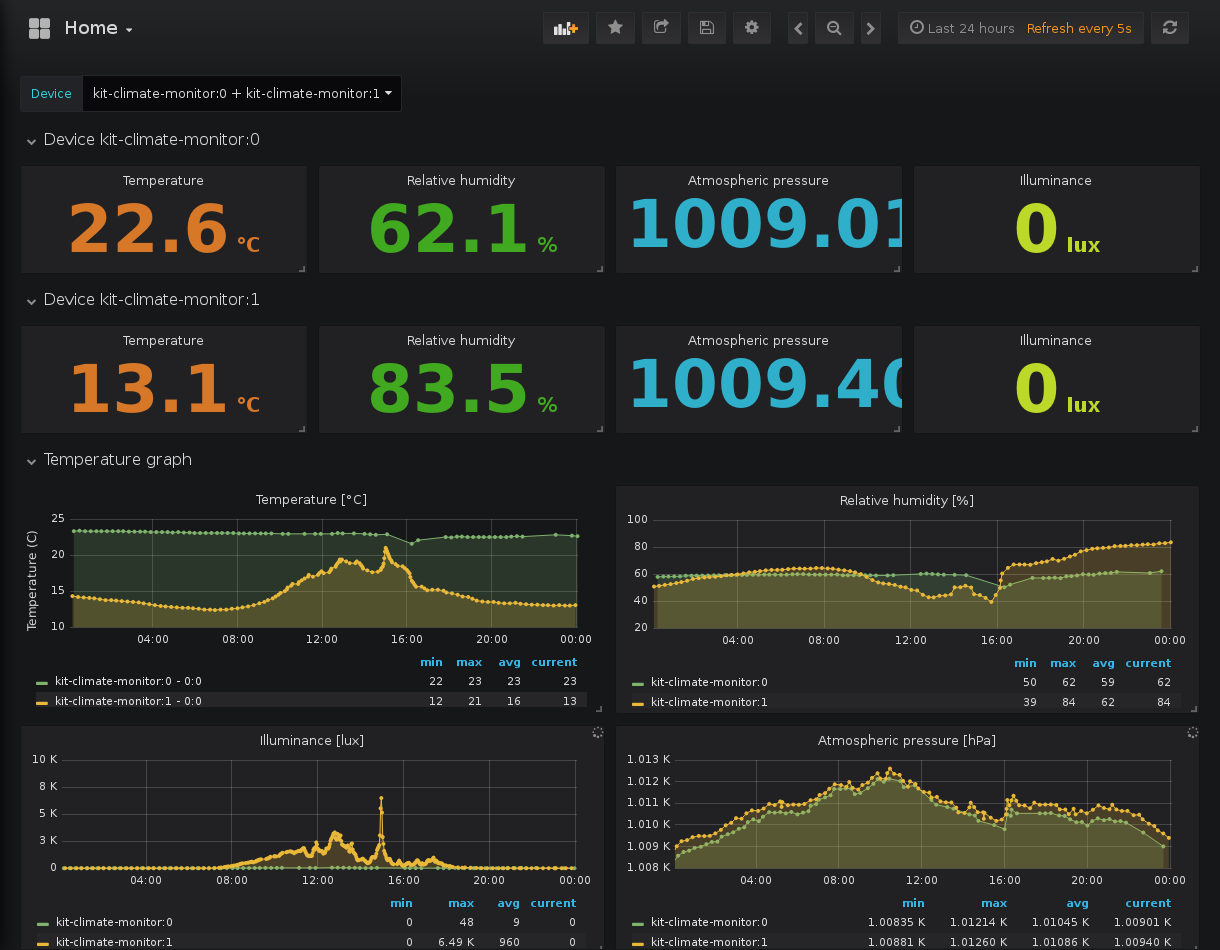 Home
Last 24 hours Refresh every 5s
Device kit-climate-monitor:0 + kit-climate-monitor:1
Device kit-climate-monitor:0
Temperature Relative humidity Atmospheric pressure Illuminance
22.6 °C 62.1 % 1009.01 0 lux
Device kit-climate-monitor:1
Temperature Relative humidity Atmospheric pressure Illuminance
13.1 °C 83.5 % 1009.40 0 lux
Temperature graph
Temperature [°C]
Temperature (C)
25
20
15
10
04:00 08:00 12:00 16:00 20:00 00:00
min max avg current
kit-climate-monitor:0 - 0:0 22 23 23 23
kit-climate-monitor:1 - 0:0 12 21 16 13
Relative humidity [%]
100
80
60
40
20
04:00 08:00 12:00 16:00 20:00 00:00
min max avg current
kit-climate-monitor:0 50 62 59 62
kit-climate-monitor:1 39 84 62 84
Illuminance [lux]
10 K
8 K
5 K
3 K
0
04:00 08:00 12:00 16:00 20:00 00:00
min max avg current
kit-climate-monitor:0 0 48 9 0
kit-climate-monitor:1 0 6.49 K 960 0
Atmospheric pressure [hPa]
1.013 K
1.012 K
1.011 K
1.010 K
1.009 K
1.008 K
04:00 08:00 12:00 16:00 20:00 00:00
min max avg current
kit-climate-monitor:0 1.00835 K 1.01214 K 1.01045 K 1.00901 K
kit-climate-monitor:1 1.00881 K 1.01260 K 1.01086 K 1.00940 K